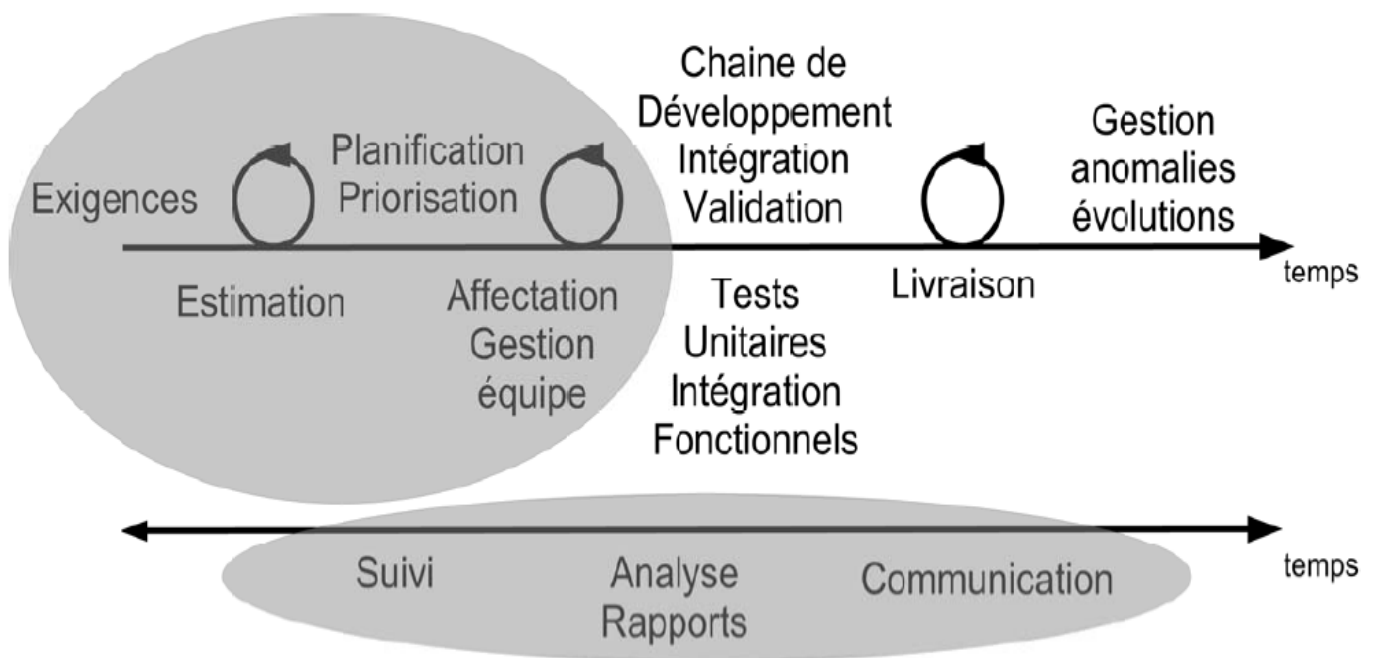 Exigences
Estimation
Planification
Priorisation
Affectation
Gestion
équipe
Chaine de
Développement
Intégration
Validation
Tests
Unitaires
Intégration
Fonctionnels
Livraison
Gestion
anomalies
évolutions
temps
Suivi
Analyse
Rapports
Communication
temps